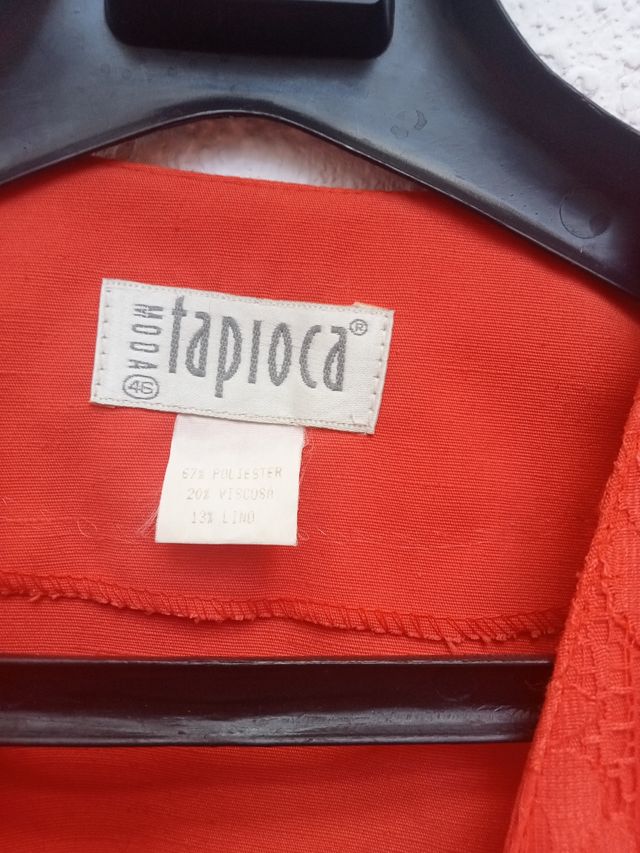 MODA
46
tapioca®
67% POLIESTER
20% VISCOSA
13% LINO